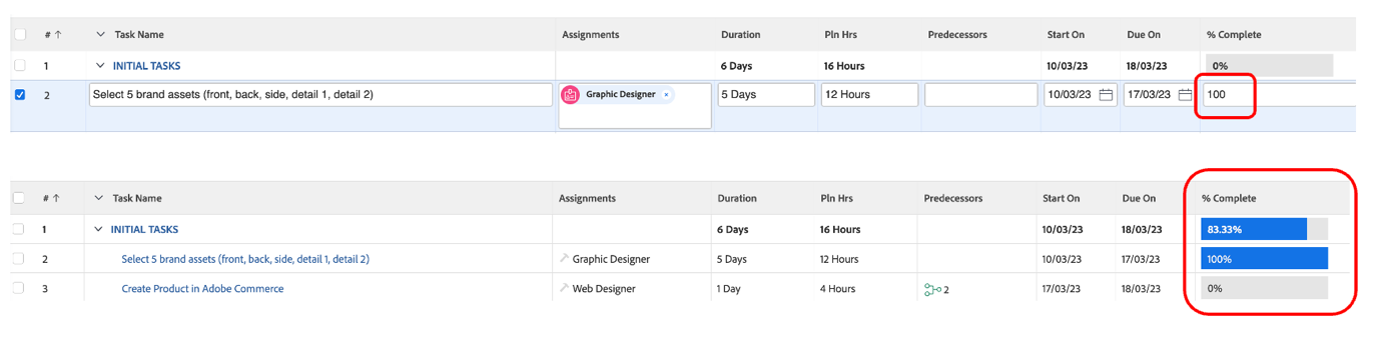 # ↑ Task Name Assignments Duration Pln Hrs Predecessors Start On Due On % Complete
1 INITIAL TASKS 6 Days 16 Hours 10/03/23 18/03/23 0%
2 Select 5 brand assets (front, back, side, detail 1, detail 2) Graphic Designer × 5 Days 12 Hours 10/03/23 17/03/23 100
# ↑ Task Name Assignments Duration Pln Hrs Predecessors Start On Due On % Complete
1 INITIAL TASKS 6 Days 16 Hours 10/03/23 18/03/23 83.33%
2 Select 5 brand assets (front, back, side, detail 1, detail 2) Graphic Designer 5 Days 12 Hours 10/03/23 17/03/23 100%
3 Create Product in Adobe Commerce Web Designer 1 Day 4 Hours 2 17/03/23 18/03/23 0%